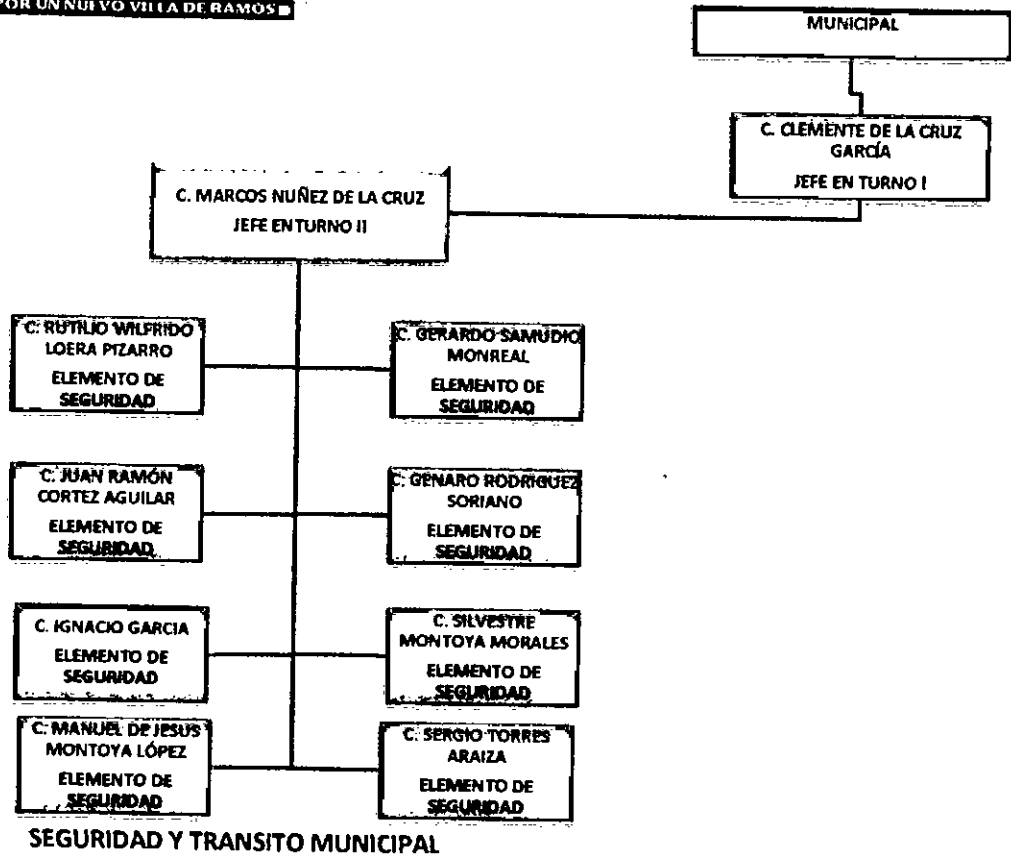 POR UN NUEVO VILLA DE RAMOS
MUNICIPAL
C. CLEMENTE DE LA CRUZ
GARCÍA
JEFE EN TURNO I
C. MARCOS NUÑEZ DE LA CRUZ
JEFE EN TURNO II
C. RUTILIO WILFRIDO
LOERA PIZARRO
ELEMENTO DE
SEGURIDAD
C. GERARDO SAMUDIO
MONREAL
ELEMENTO DE
SEGURIDAD
C. JUAN RAMÓN
CORTEZ AGUILAR
ELEMENTO DE
SEGURIDAD
C. GENARO RODRIGUEZ
SORIANO
ELEMENTO DE
SEGURIDAD
C. IGNACIO GARCIA
ELEMENTO DE
SEGURIDAD
C. SILVESTRE
MONTOYA MORALES
ELEMENTO DE
SEGURIDAD
C. MANUEL DE JESUS
MONTOYA LÓPEZ
ELEMENTO DE
SEGURIDAD
C. SERGIO TORRES
ARAIZA
ELEMENTO DE
SEGURIDAD
SEGURIDAD Y TRANSITO MUNICIPAL